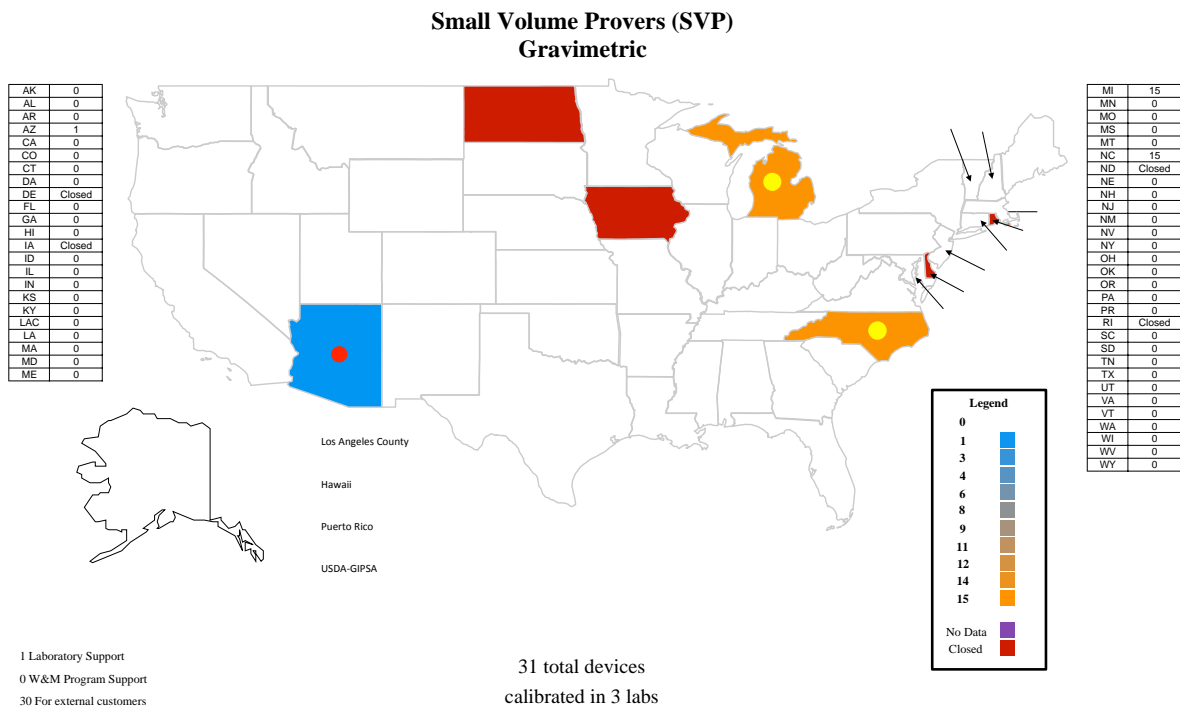 Small Volume Provers (SVP)
Gravimetric
AK 0
AL 0
AR 0
AZ 1
CA 0
CO 0
CT 0
DA 0
DE Closed
FL 0
GA 0
HI 0
IA Closed
ID 0
IL 0
IN 0
KS 0
KY 0
LAC 0
LA 0
MA 0
MD 0
ME 0
MI 15
MN 0
MO 0
MS 0
MT 0
NC 15
ND Closed
NE 0
NH 0
NJ 0
NM 0
NV 0
NY 0
OH 0
OK 0
OR 0
PA 0
PR 0
RI Closed
SC 0
SD 0
TN 0
TX 0
UT 0
VA 0
VT 0
WA 0
WI 0
WV 0
WY 0
Los Angeles County
Hawaii
Puerto Rico
USDA-GIPSA
Legend
0
1
3
4
6
8
9
11
12
14
15
No Data
Closed
1 Laboratory Support
0 W&M Program Support
30 For external customers
31 total devices
calibrated in 3 labs